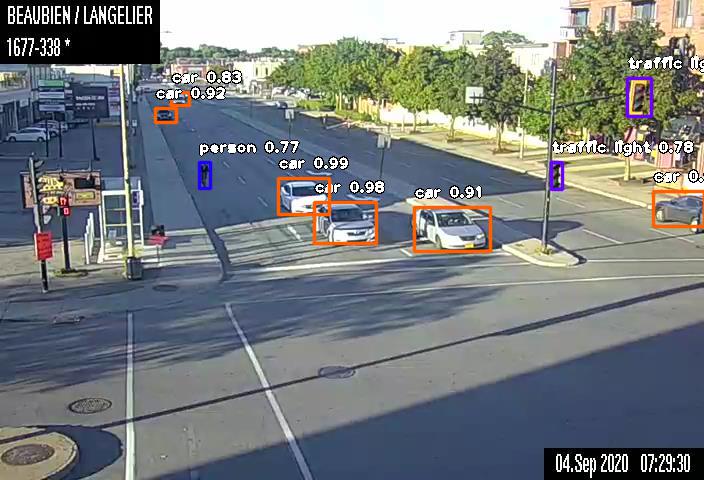 BEAUBIEN / LANGELIER
1677-338 *
car 0.83
car 0.92
traffic lig
person 0.77
traffic light 0.78
car 0.99
car 0.98
car 0.91
car 0.
04.Sep 2020 07:29:30